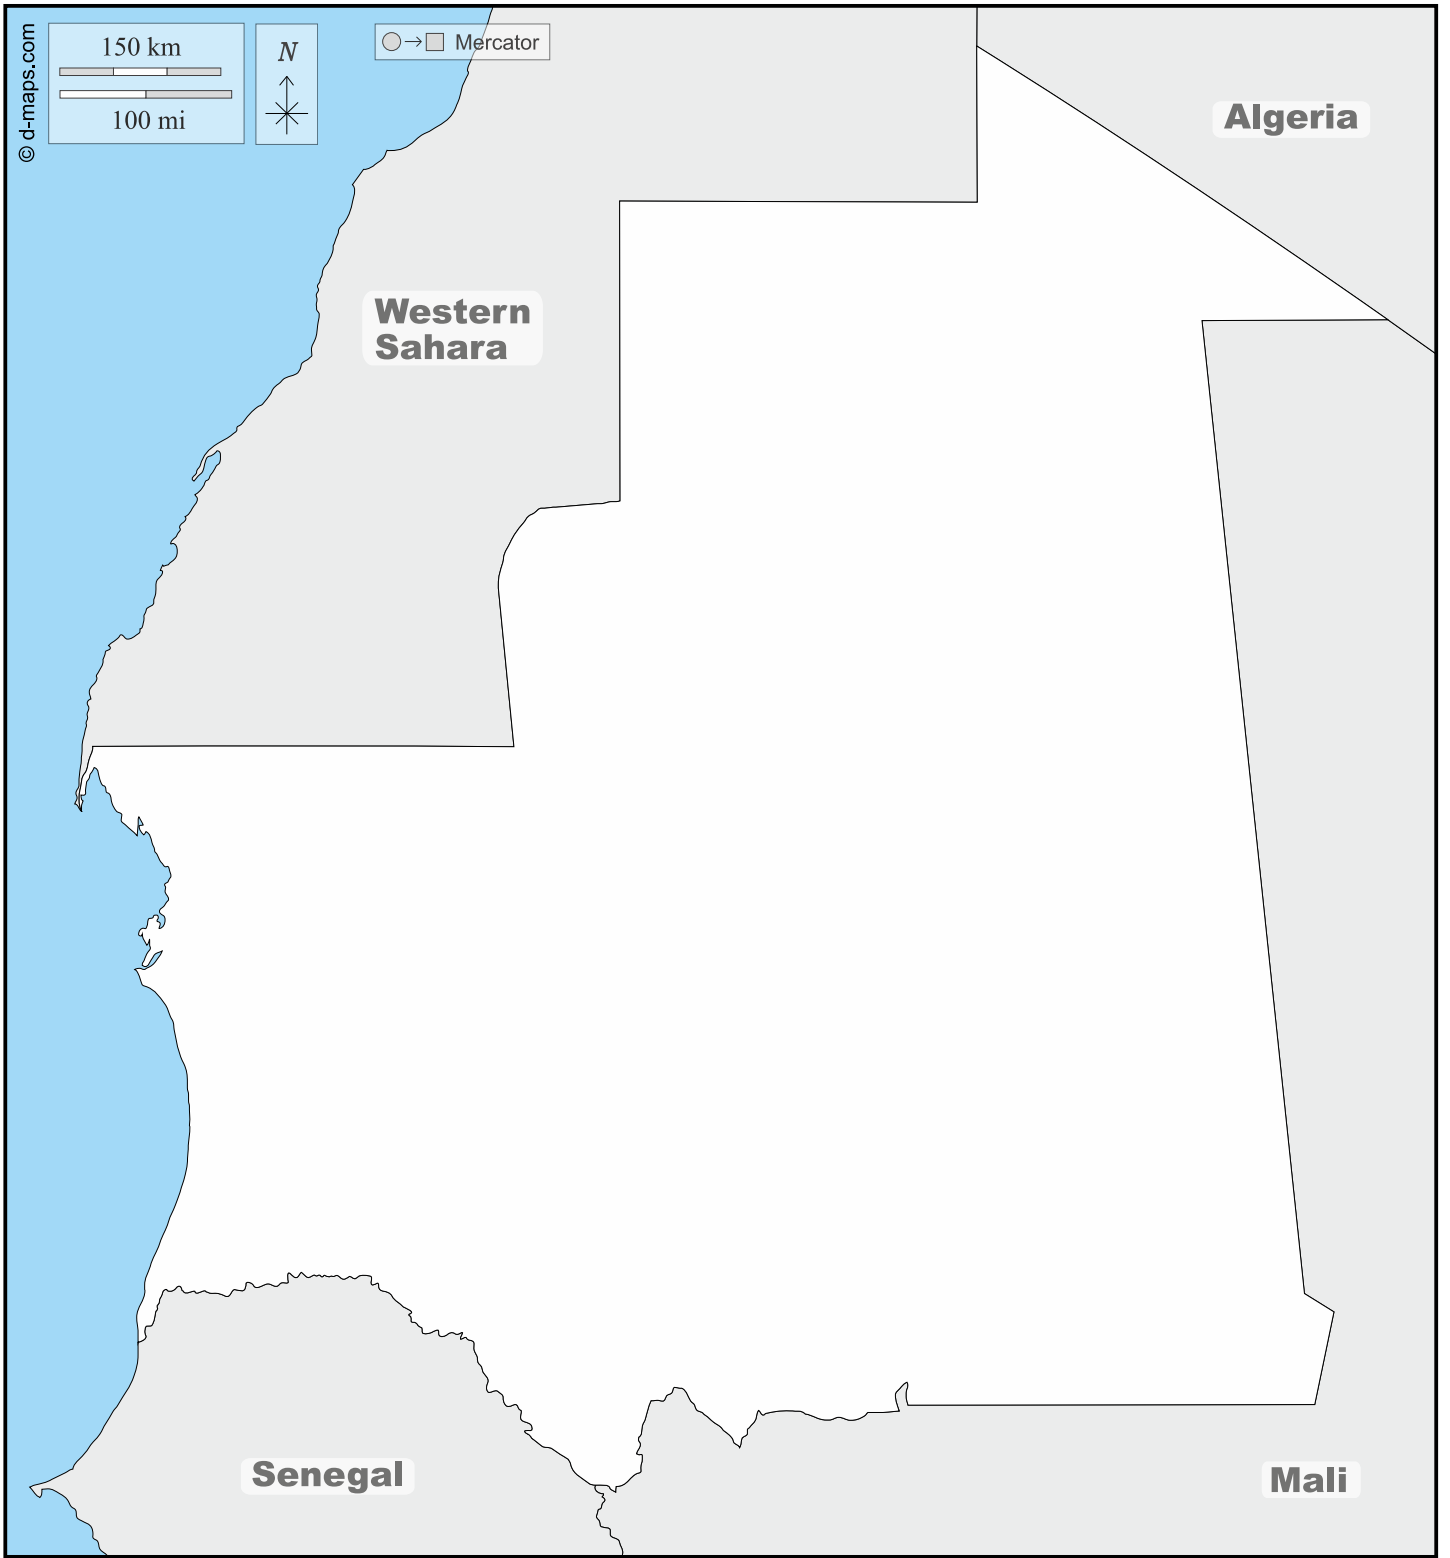 © d-maps.com
150 km
100 mi
N
Mercator
Algeria
Western
Sahara
Senegal
Mali